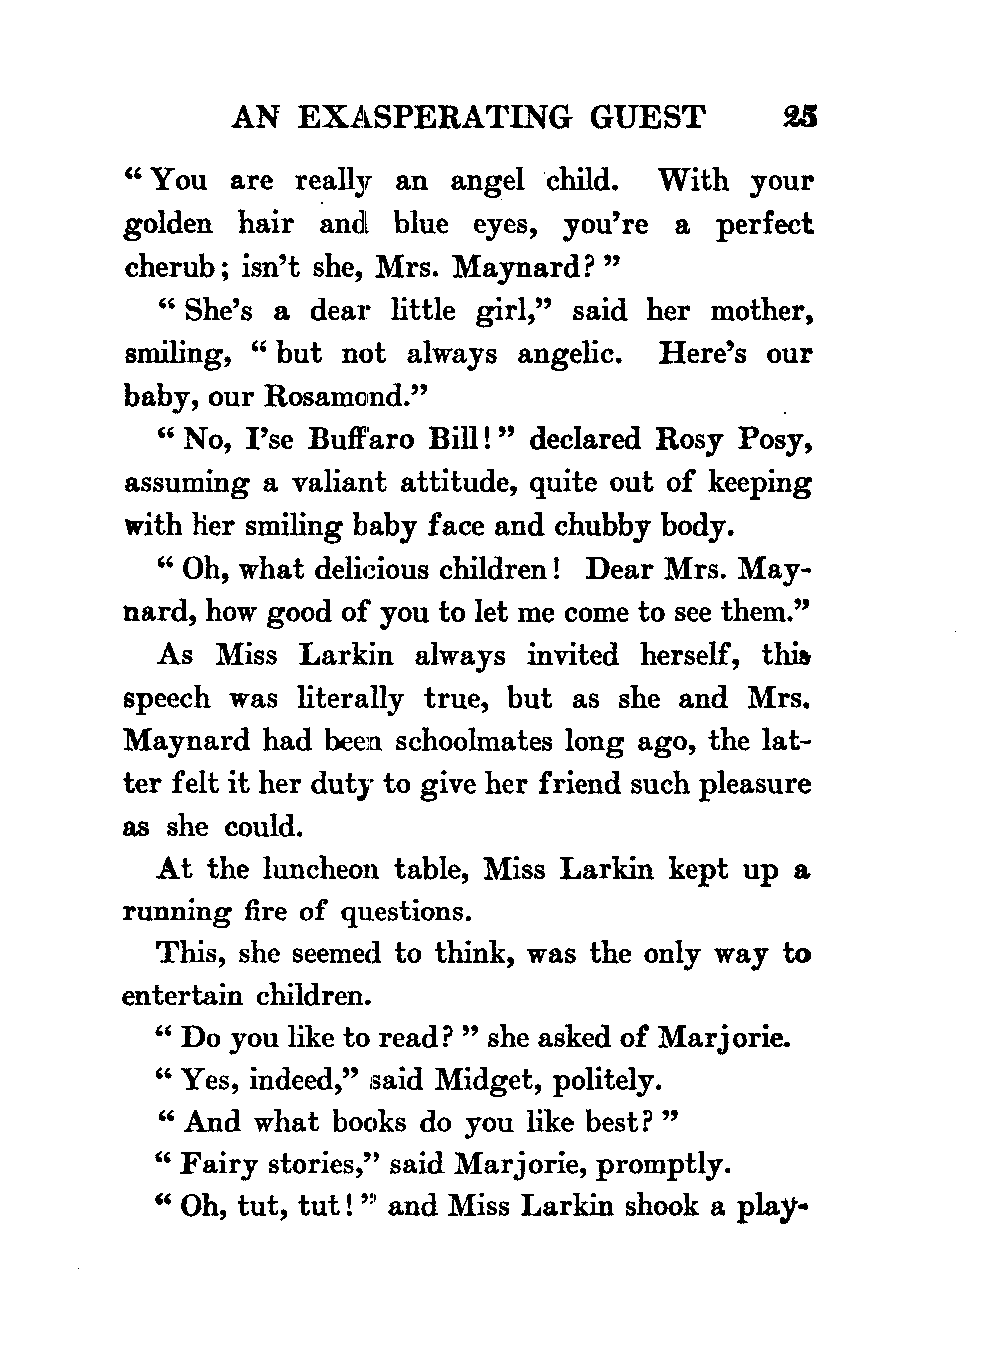 AN EXASPERATING GUEST 25
“ You are really an angel child. With your
golden hair and blue eyes, you’re a perfect
cherub; isn’t she, Mrs. Maynard? ”
“ She’s a dear little girl,” said her mother,
smiling, “ but not always angelic. Here’s our
baby, our Rosamond.”
“ No, I’se Buffaro Bill! ” declared Rosy Posy,
assuming a valiant attitude, quite out of keeping
with her smiling baby face and chubby body.
“ Oh, what delicious children! Dear Mrs. May-
nard, how good of you to let me come to see them.”
As Miss Larkin always invited herself, this
speech was literally true, but as she and Mrs.
Maynard had been schoolmates long ago, the lat-
ter felt it her duty to give her friend such pleasure
as she could.
At the luncheon table, Miss Larkin kept up a
running fire of questions.
This, she seemed to think, was the only way to
entertain children.
“ Do you like to read? ” she asked of Marjorie.
“ Yes, indeed,” said Midget, politely.
“ And what books do you like best? ”
“ Fairy stories,” said Marjorie, promptly.
“ Oh, tut, tut! ” and Miss Larkin shook a play-